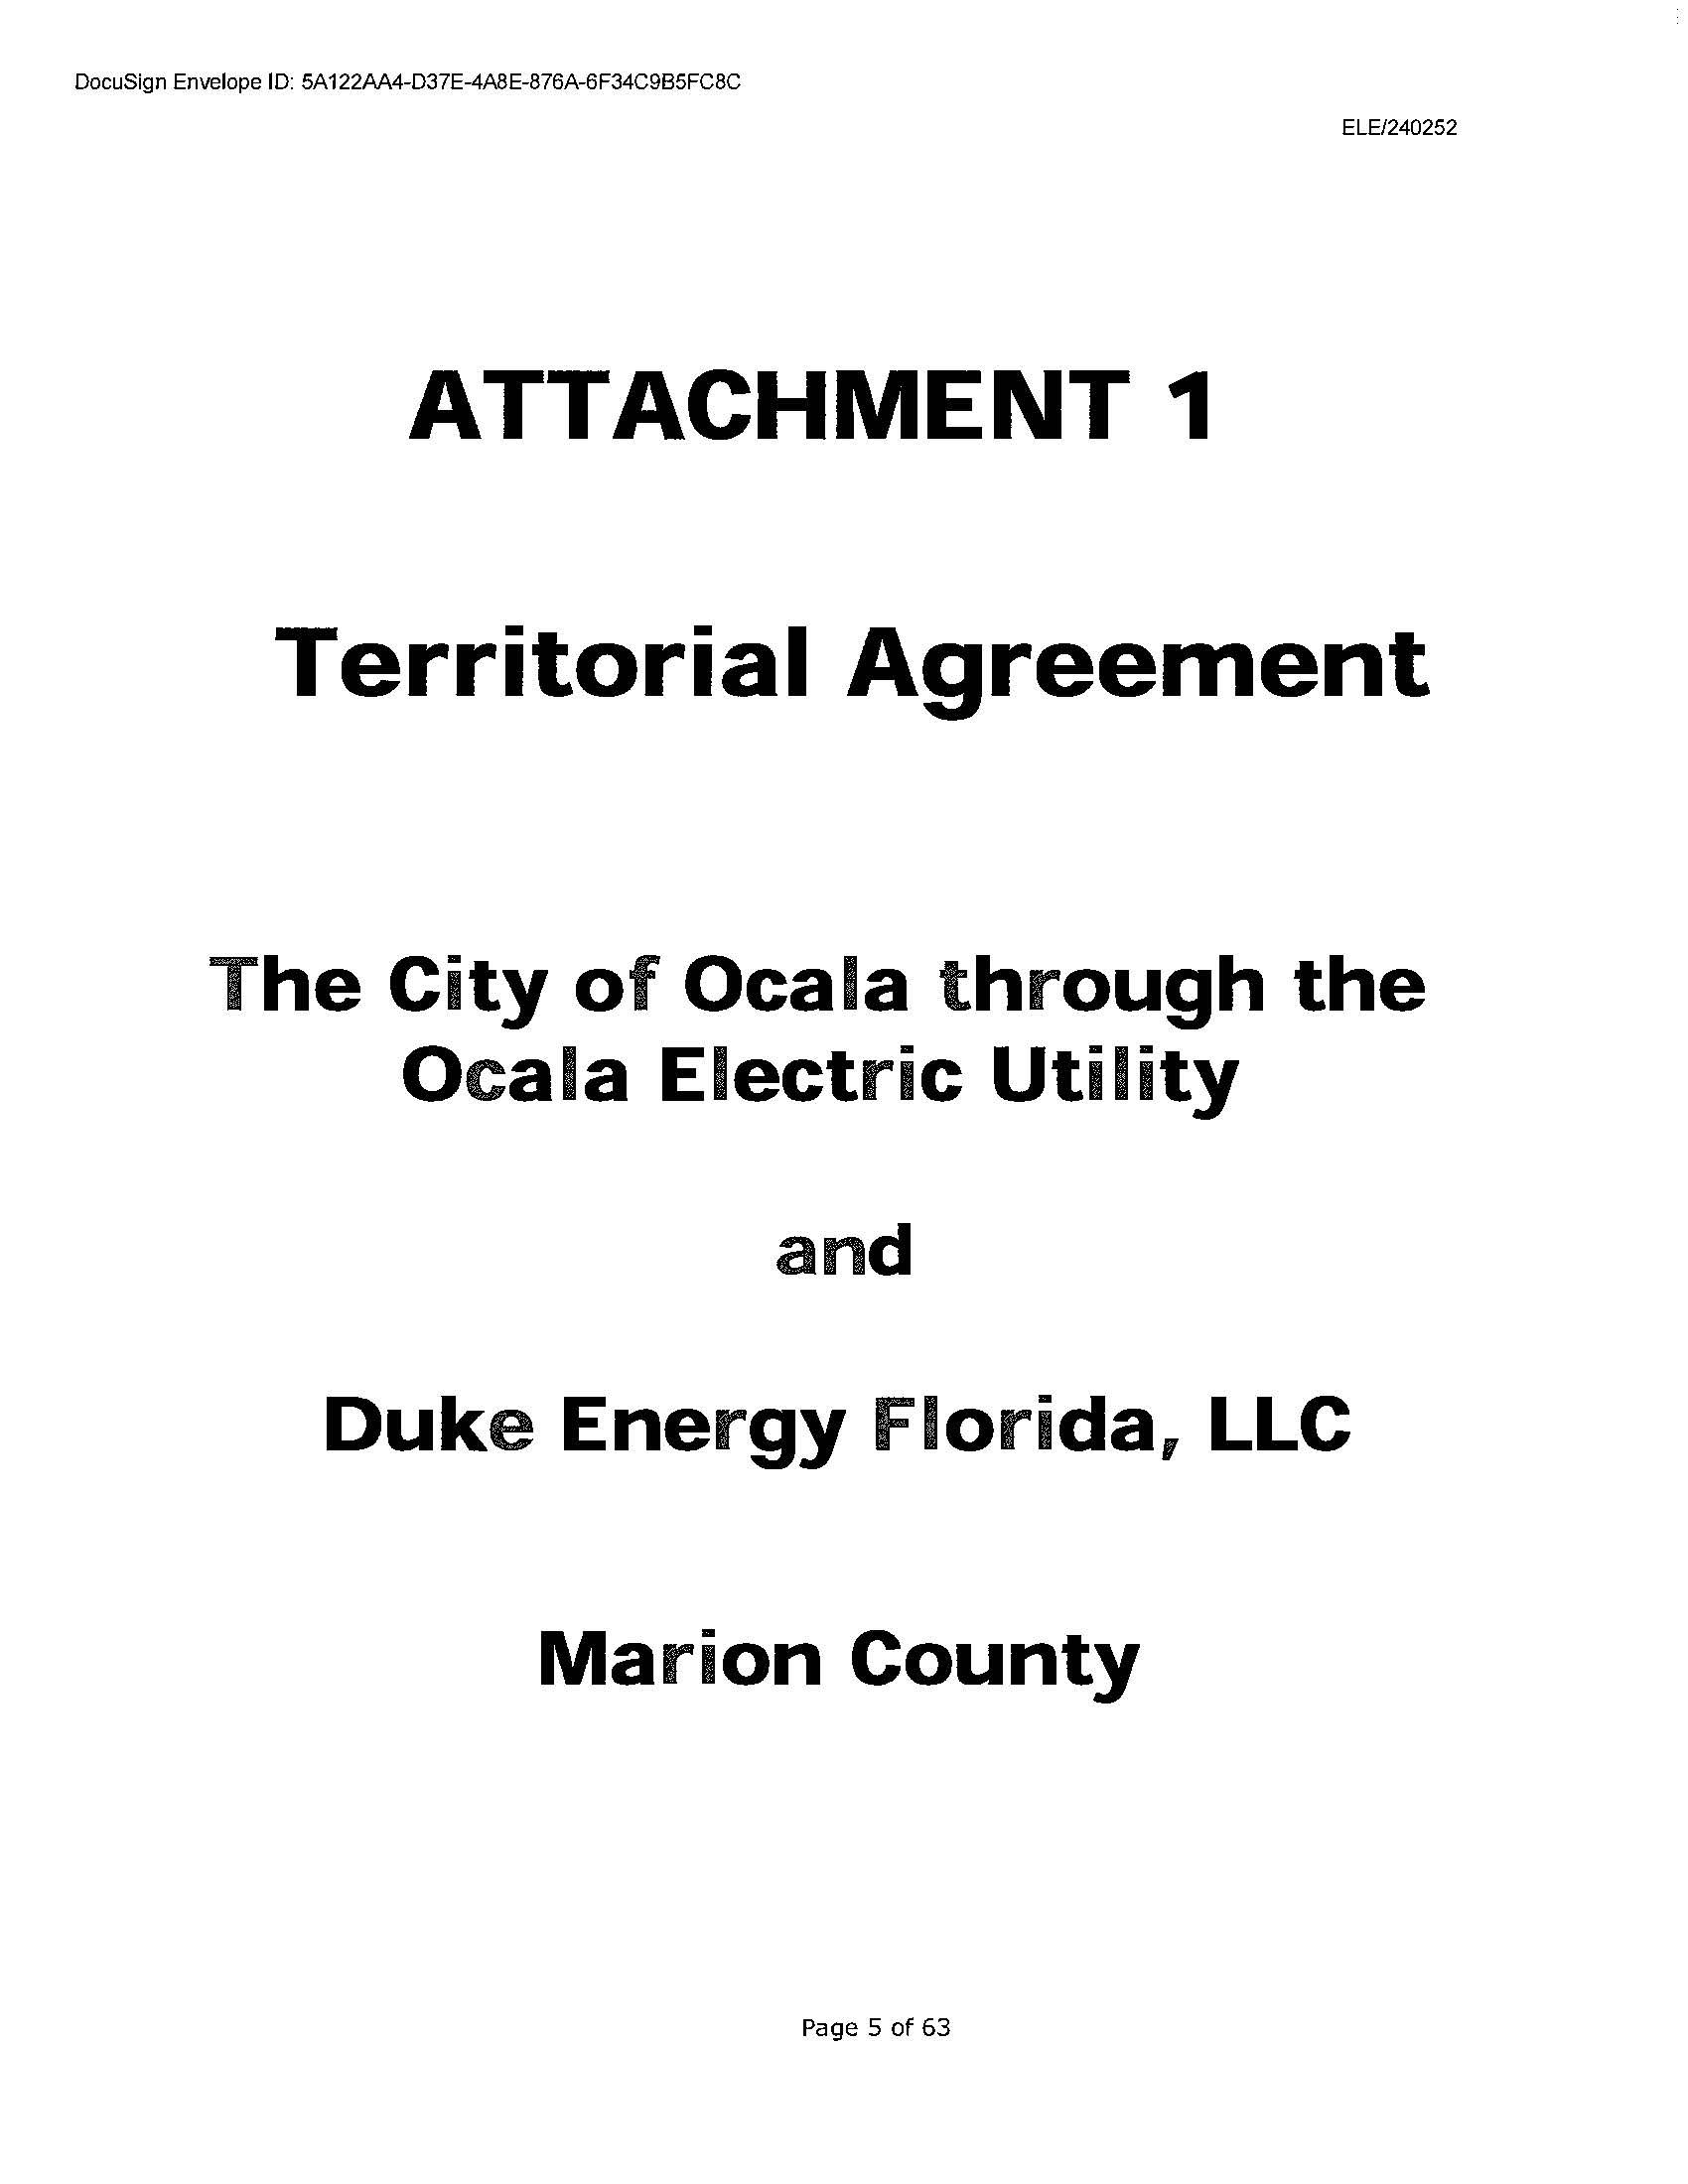 DocuSign Envelope ID: 5A122AA4-D37E-4A8E-876A-6F34C9B5FC8C
ELE/240252
ATTACHMENT 1
Territorial Agreement
The City of Ocala through the
Ocala Electric Utility
and
Duke Energy Florida, LLC
Marion County
Page 5 of 63